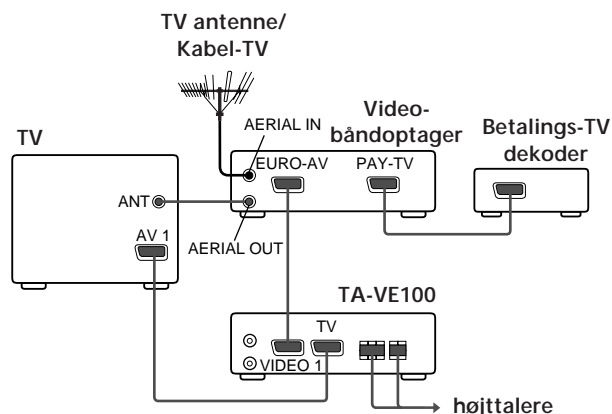 TV antenne/
Kabel-TV
TV
AERIAL IN
Video-
båndoptager
Betalings-TV
dekoder
EURO-AV
PAY-TV
ANT
AV 1
AERIAL OUT
TA-VE100
TV
VIDEO 1
højttalere